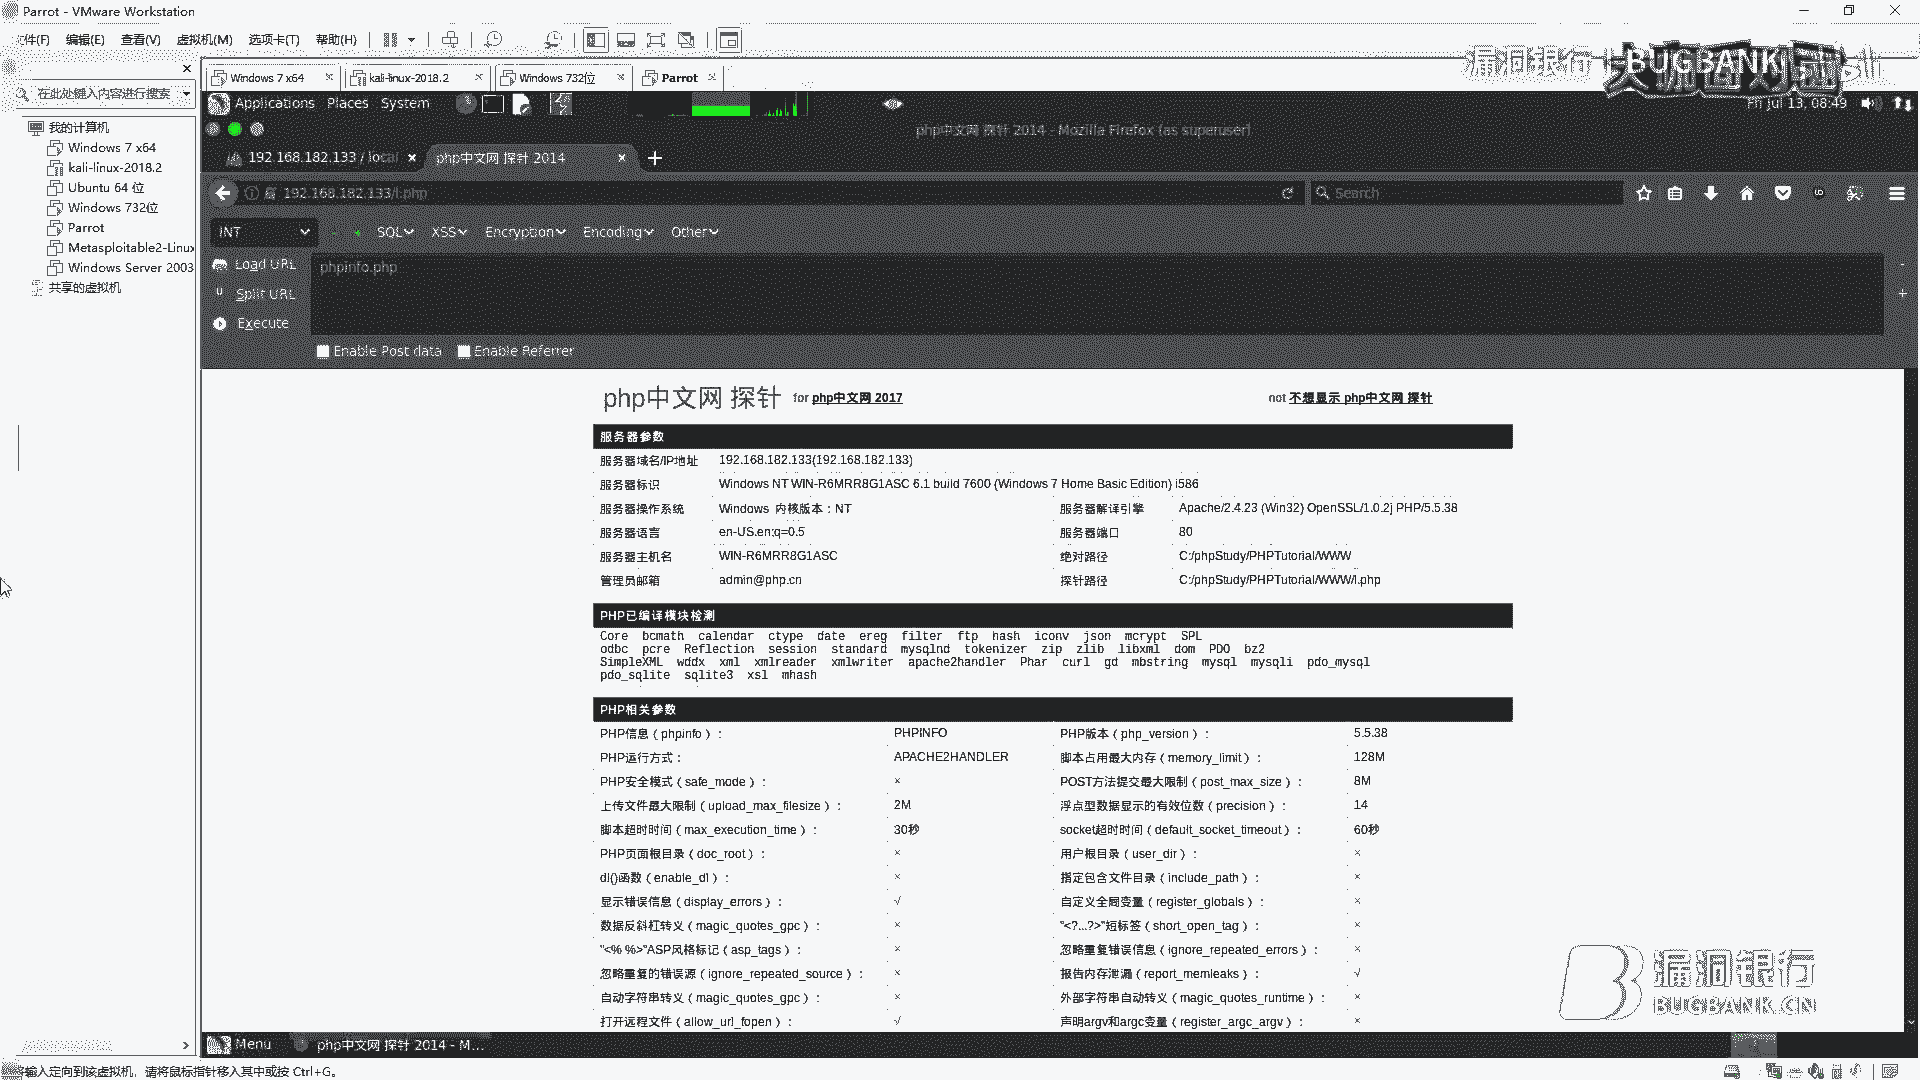 Parrot - VMware Workstation
件(F) 编辑(E) 查看(V) 虚拟机(M) 选项卡(T) 帮助(H)
漏洞银行 BUGBANK
在此处键入内容进行搜索
我的计算机
Windows 7 x64
kali-linux-2018.2
Ubuntu 64 位
Windows 732位
Parrot
Metasploitable2-Linux
Windows Server 2003
共享的虚拟机
Windows 7 x64 kali-linux-2018.2 Windows 732位 Parrot
Applications Places System Fri Jul 13, 08:49
php中文网 探针 2014 - Mozilla Firefox (as superuser)
192.168.182.133 / local php中文网 探针 2014
192.168.182.133/l.php Search
INT SQL XSS Encryption Encoding Other
Load URL phpinfo.php
Split URL
Execute
Enable Post data Enable Referrer
php中文网 探针 for php中文网 2017 not 不想显示 php中文网 探针
服务器参数
服务器域名/IP地址 192.168.182.133(192.168.182.133)
服务器标识 Windows NT WIN-R6MRR8G1ASC 6.1 build 7600 (Windows 7 Home Basic Edition) i586
服务器操作系统 Windows 内核版本：NT 服务器解译引擎 Apache/2.4.23 (Win32) OpenSSL/1.0.2j PHP/5.5.38
服务器语言 en-US,en;q=0.5 服务器端口 80
服务器主机名 WIN-R6MRR8G1ASC 绝对路径 C:/phpStudy/PHPTutorial/WWW
管理员邮箱 admin@php.cn 探针路径 C:/phpStudy/PHPTutorial/WWW/l.php
PHP已编译模块检测
Core bcmath calendar ctype date ereg filter ftp hash iconv json mcrypt SPL
odbc pcre Reflection session standard mysqlnd tokenizer zip zlib libxml dom PDO bz2
SimpleXML wddx xml xmlreader xmlwriter apache2handler Phar curl gd mbstring mysql mysqli pdo_mysql
pdo_sqlite sqlite3 xsl mhash
PHP相关参数
PHP信息（phpinfo）： PHPINFO PHP版本（php_version）： 5.5.38
PHP运行方式： APACHE2HANDLER 脚本占用最大内存（memory_limit）： 128M
PHP安全模式（safe_mode）： × POST方法提交最大限制（post_max_size）： 8M
上传文件最大限制（upload_max_filesize）： 2M 浮点型数据显示的有效位数（precision）： 14
脚本超时时间（max_execution_time）： 30秒 socket超时时间（default_socket_timeout）： 60秒
PHP页面根目录（doc_root）： × 用户根目录（user_dir）： ×
dl()函数（enable_dl）： × 指定包含文件目录（include_path）： ×
显示错误信息（display_errors）： √ 自定义全局变量（register_globals）： ×
数据反斜杠转义（magic_quotes_gpc）： × "<?...?>"短标签（short_open_tag）： ×
"<% %>"ASP风格标记（asp_tags）： × 忽略重复错误信息（ignore_repeated_errors）： ×
忽略重复的错误源（ignore_repeated_source）： × 报告内存泄漏（report_memleaks）： √
自动字符串转义（magic_quotes_gpc）： × 外部字符串自动转义（magic_quotes_runtime）： ×
打开远程文件（allow_url_fopen）： √ 声明argv和argc变量（register_argc_argv）： ×
漏洞银行
BUGBANK.CN
Menu php中文网 探针 2014 - M...
输入定向到该虚拟机，请将鼠标指针移入其中或按 Ctrl+G。